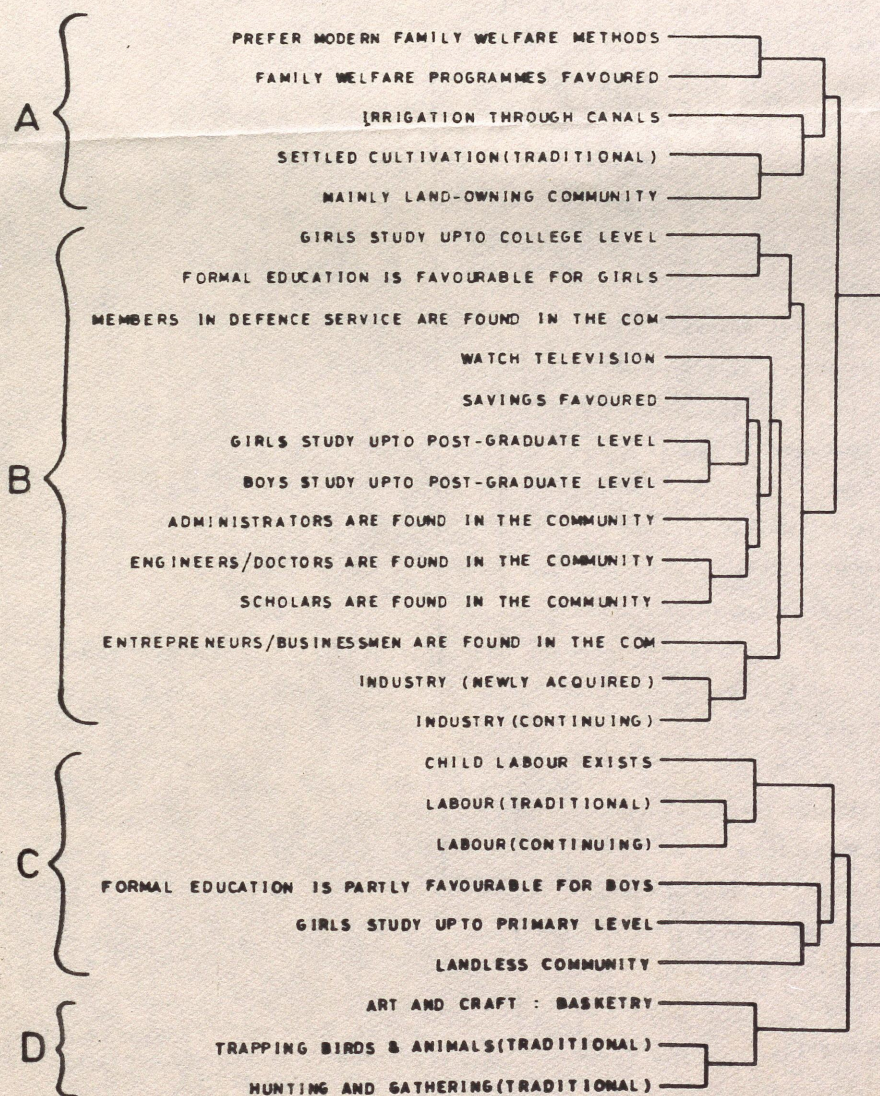 A
PREFER MODERN FAMILY WELFARE METHODS
FAMILY WELFARE PROGRAMMES FAVOURED
IRRIGATION THROUGH CANALS
SETTLED CULTIVATION(TRADITIONAL)
MAINLY LAND-OWNING COMMUNITY
B
GIRLS STUDY UPTO COLLEGE LEVEL
FORMAL EDUCATION IS FAVOURABLE FOR GIRLS
MEMBERS IN DEFENCE SERVICE ARE FOUND IN THE COM
WATCH TELEVISION
SAVINGS FAVOURED
GIRLS STUDY UPTO POST-GRADUATE LEVEL
BOYS STUDY UPTO POST-GRADUATE LEVEL
ADMINISTRATORS ARE FOUND IN THE COMMUNITY
ENGINEERS/DOCTORS ARE FOUND IN THE COMMUNITY
SCHOLARS ARE FOUND IN THE COMMUNITY
ENTREPRENEURS/BUSINESSMEN ARE FOUND IN THE COM
INDUSTRY (NEWLY ACQUIRED)
INDUSTRY(CONTINUING)
C
CHILD LABOUR EXISTS
LABOUR(TRADITIONAL)
LABOUR(CONTINUING)
FORMAL EDUCATION IS PARTLY FAVOURABLE FOR BOYS
GIRLS STUDY UPTO PRIMARY LEVEL
LANDLESS COMMUNITY
D
ART AND CRAFT : BASKETRY
TRAPPING BIRDS & ANIMALS(TRADITIONAL)
HUNTING AND GATHERING(TRADITIONAL)